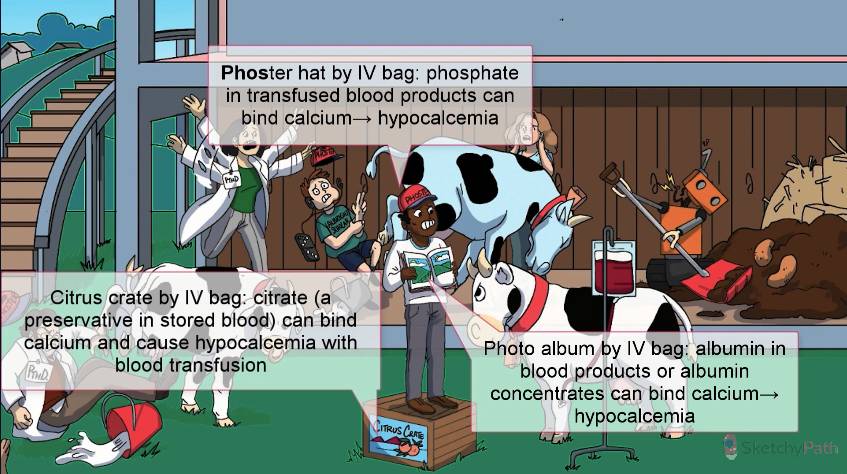 Phoster hat by IV bag: phosphate
in transfused blood products can
bind calcium→ hypocalcemia
PTHD
PHOSTER
Citrus crate by IV bag: citrate (a
preservative in stored blood) can bind
calcium and cause hypocalcemia with
blood transfusion
Photo album by IV bag: albumin in
blood products or albumin
concentrates can bind calcium→
hypocalcemia
PTHD
CITRUS CRATE
SketchyPath